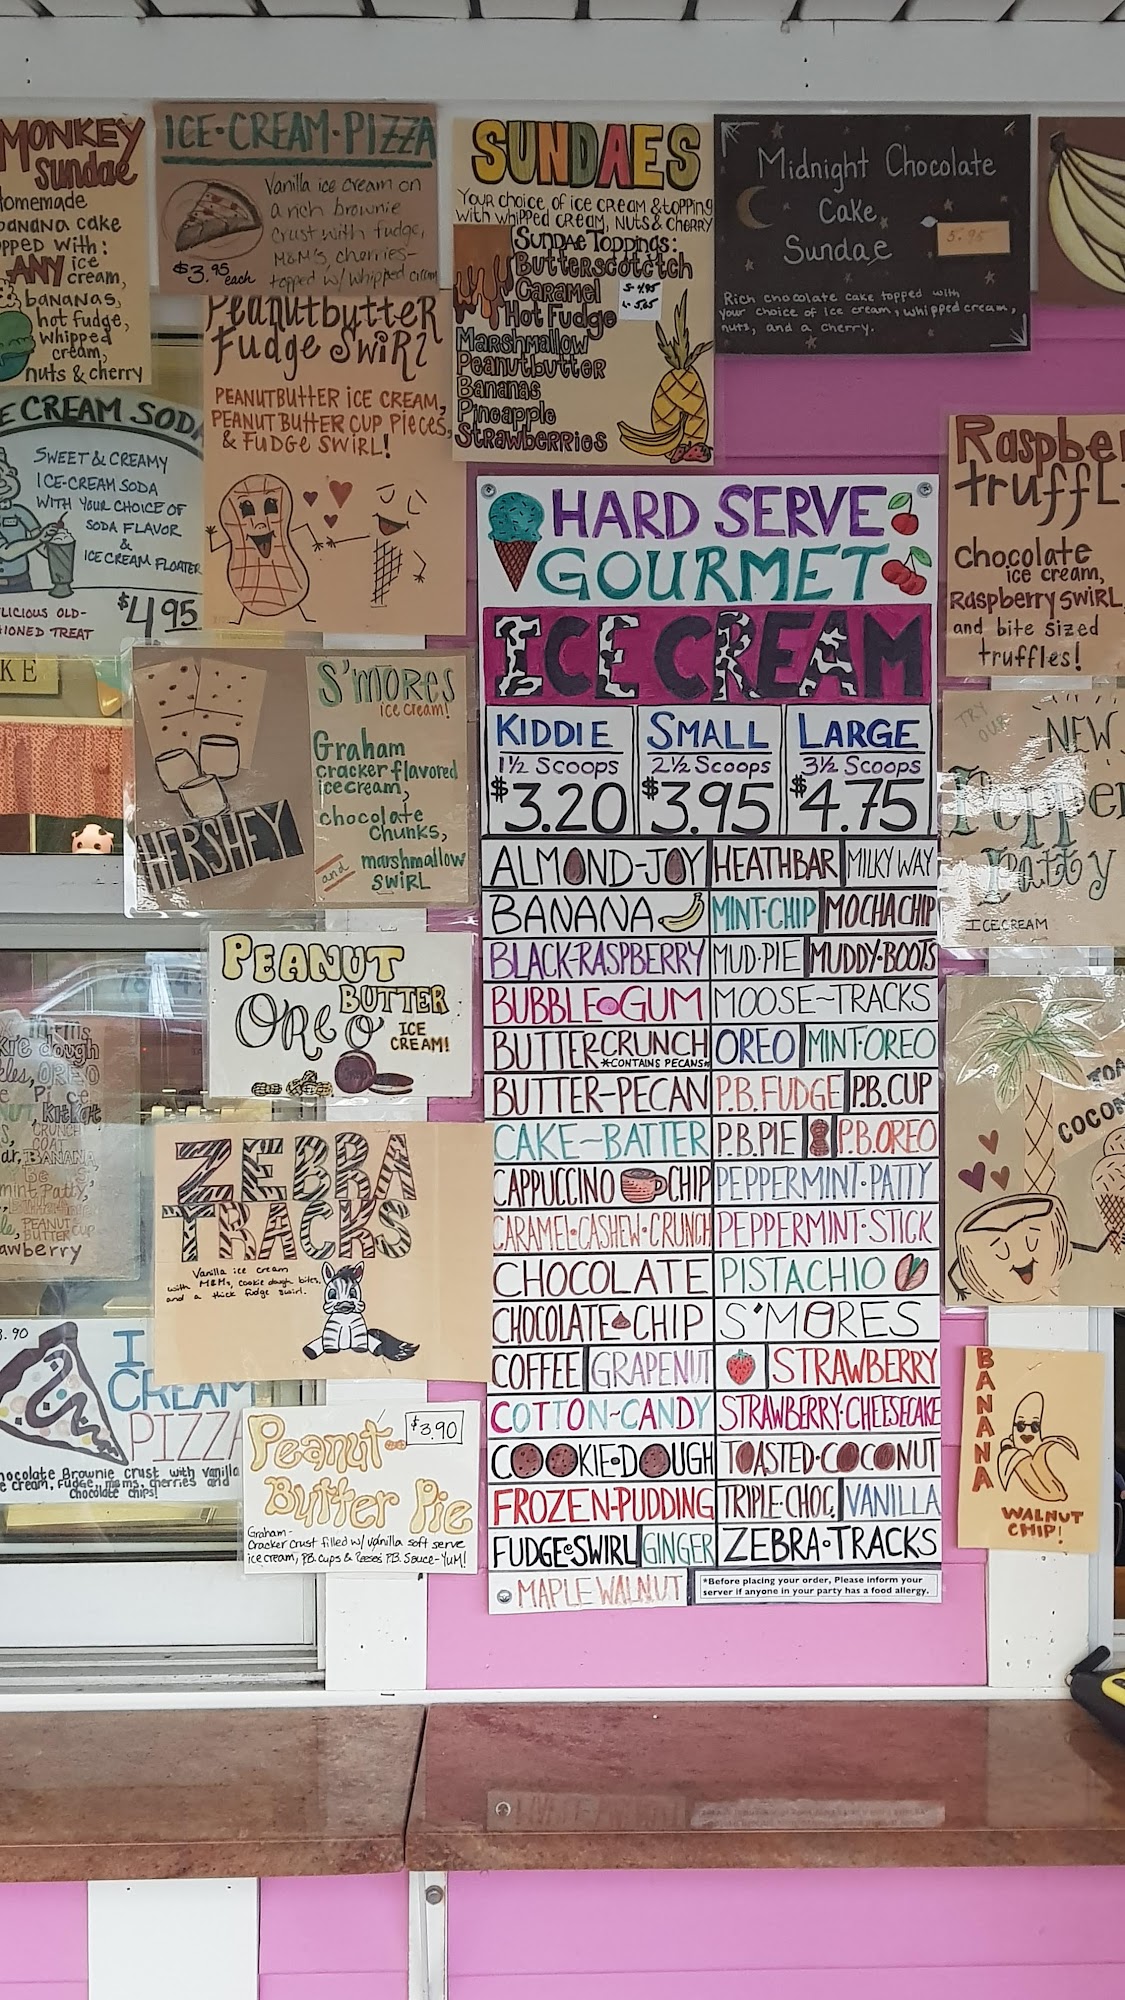 MONKEY
Sundae
Homemade
banana cake
topped with:
ANY ice
cream,
bananas,
hot fudge,
whipped
cream,
nuts & cherry
ICE-CREAM-PIZZA
Vanilla ice cream on
a rich brownie
crust with fudge,
M&M's cherries-
topped w/ whipped cream
$3.95 each
SUNDAES
Your choice of ice cream & topping
with whipped cream, nuts & cherry
Sundae Toppings:
Butterscotctch
Caramel
Hot Fudge
Marshmallow
Peanutbutter
Bananas
Pineapple
Strawberries
S- 4.95
L- 5.65
Midnight Chocolate
Cake
Sundae
5.95
Rich chocolate cake topped with
your choice of ice cream, whipped cream,
nuts, and a cherry.
Peanutbutter
Fudge Swirl
PEANUTBUTTER ICE CREAM,
PEANUT BUTTER CUP PIECES,
& FUDGE SWIRL!
CREAM SODA
SWEET & CREAMY
ICE-CREAM SODA
WITH YOUR CHOICE OF
SODA FLAVOR
&
ICE CREAM FLOATER
$4.95
TREAT
HARD SERVE
GOURMET
ICE CREAM
KIDDIE SMALL LARGE
1½ Scoops 2½ Scoops 3½ Scoops
$3.20 $3.95 $4.75
ALMOND-JOY HEATHBAR MILKY WAY
BANANA MINT-CHIP MOCHA CHIP
BLACK-RASPBERRY MUD-PIE MUDDY-BOOTS
BUBBLE GUM MOOSE~TRACKS
BUTTER-CRUNCH *CONTAINS PECANS* OREO MINT-OREO
BUTTER-PECAN P.B.FUDGE P.B.CUP
CAKE~BATTER P.B.PIE P.B.OREO
CAPPUCCINO CHIP PEPPERMINT-PATTY
CARAMEL-CASHEW-CRUNCH PEPPERMINT-STICK
CHOCOLATE PISTACHIO
CHOCOLATE CHIP S'MORES
COFFEE GRAPENUT STRAWBERRY
COTTON~CANDY STRAWBERRY-CHEESECAKE
COOKIE-DOUGH TOASTED-COCONUT
FROZEN-PUDDING TRIPLE-CHOC. VANILLA
FUDGE SWIRL GINGER ZEBRA-TRACKS
MAPLE WALNUT
*Before placing your order, Please inform your
server if anyone in your party has a food allergy.
truffL
Chocolate
ice cream,
Raspberry swirl
and bite sized
truffles!
S'mORES
ice cream!
Graham
cracker flavored
icecream,
chocolate
chunks,
and marshmallow
SWIRL
HERSHEY
TRY
OUR
NEW
Patty
ICECREAM
PEANUT
BUTTER
OREO
ICE
CREAM!
ZEBRA
TRACKS
Vanilla ice cream
with M&Ms, cookie dough bites,
and a thick fudge swirl.
BANANA
WALNUT
CHIP!
.90
I
CREAM
PIZZA
Chocolate Brownie crust with vanilla
ice cream, fudge, m&ms, cherries and
chocolate chips!
Peanut
Butter Pie
$3.90
Graham-
Cracker crust filled w/ vanilla soft serve
ice cream, P.B. cups & Reeses P.B. Sauce-YUM!